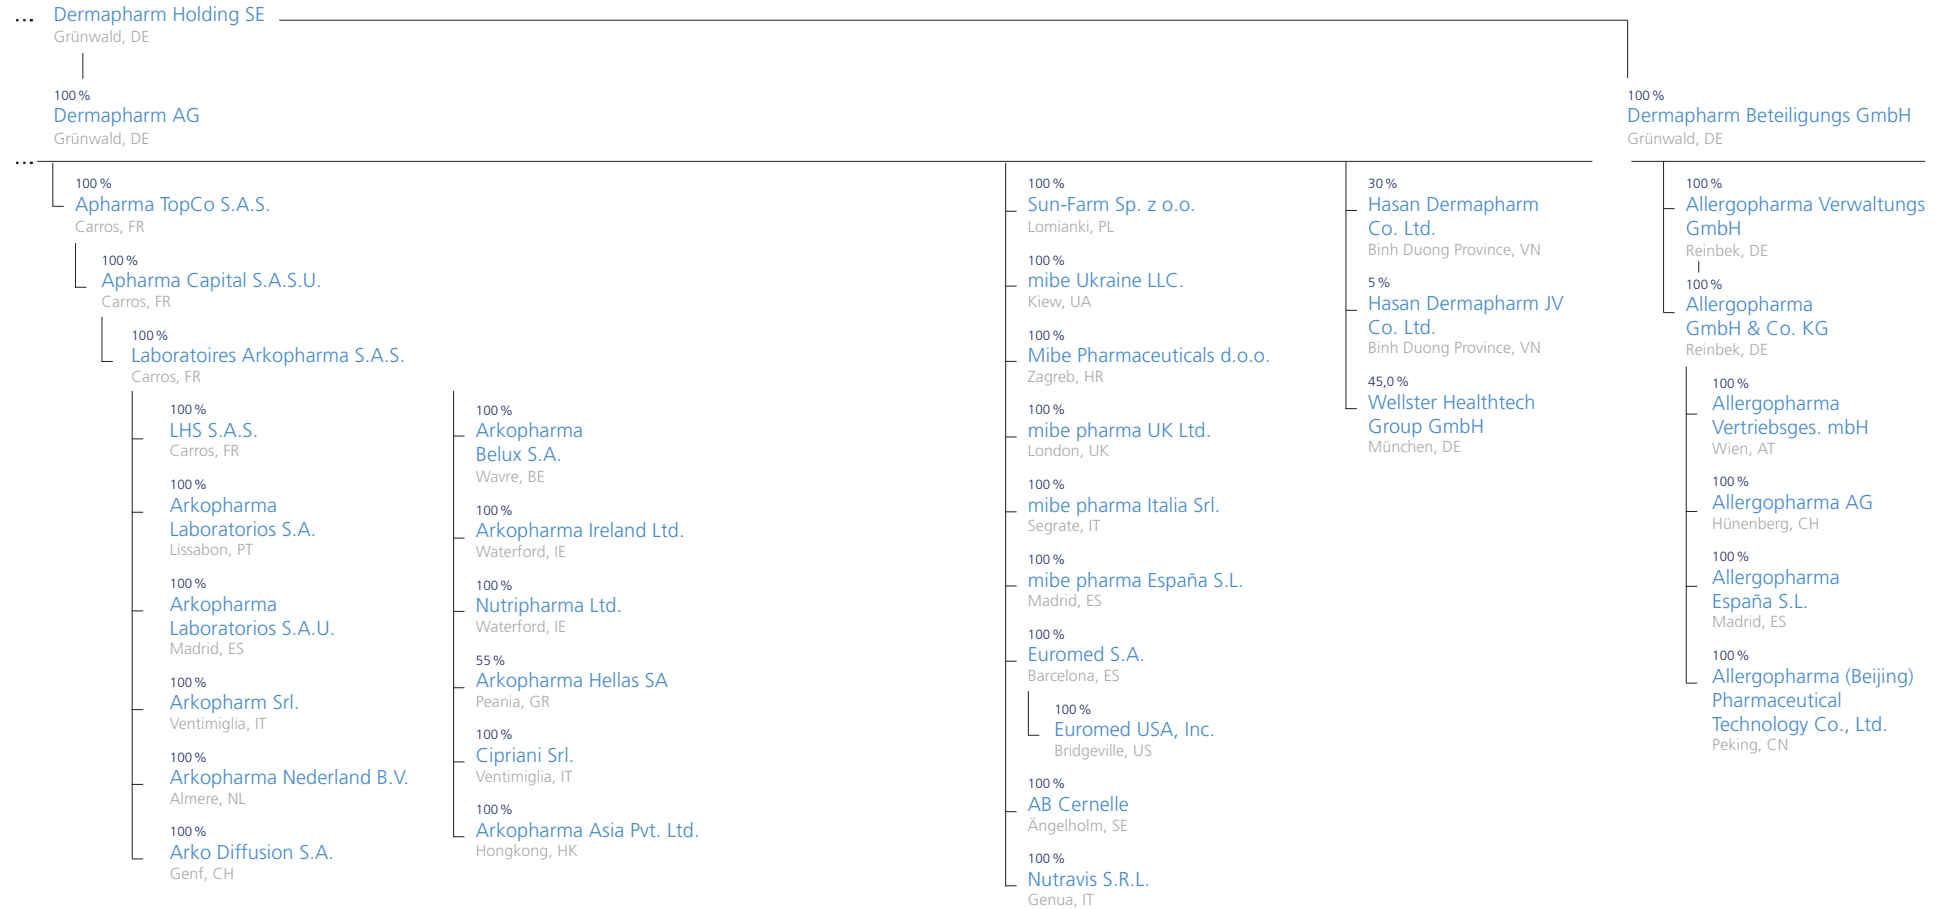 ... Dermapharm Holding SE
Grünwald, DE
100 %
Dermapharm AG
Grünwald, DE
100 %
Dermapharm Beteiligungs GmbH
Grünwald, DE
...
100 %
Apharma TopCo S.A.S.
Carros, FR
100 %
Apharma Capital S.A.S.U.
Carros, FR
100 %
Laboratoires Arkopharma S.A.S.
Carros, FR
100 %
LHS S.A.S.
Carros, FR
100 %
Arkopharma
Laboratorios S.A.
Lissabon, PT
100 %
Arkopharma
Laboratorios S.A.U.
Madrid, ES
100 %
Arkopharm Srl.
Ventimiglia, IT
100 %
Arkopharma Nederland B.V.
Almere, NL
100 %
Arko Diffusion S.A.
Genf, CH
100 %
Arkopharma
Belux S.A.
Wavre, BE
100 %
Arkopharma Ireland Ltd.
Waterford, IE
100 %
Nutripharma Ltd.
Waterford, IE
55 %
Arkopharma Hellas SA
Peania, GR
100 %
Cipriani Srl.
Ventimiglia, IT
100 %
Arkopharma Asia Pvt. Ltd.
Hongkong, HK
100 %
Sun-Farm Sp. z o.o.
Lomianki, PL
100 %
mibe Ukraine LLC.
Kiew, UA
100 %
Mibe Pharmaceuticals d.o.o.
Zagreb, HR
100 %
mibe pharma UK Ltd.
London, UK
100 %
mibe pharma Italia Srl.
Segrate, IT
100 %
mibe pharma España S.L.
Madrid, ES
100 %
Euromed S.A.
Barcelona, ES
100 %
Euromed USA, Inc.
Bridgeville, US
100 %
AB Cernelle
Ängelholm, SE
100 %
Nutravis S.R.L.
Genua, IT
30 %
Hasan Dermapharm
Co. Ltd.
Binh Duong Province, VN
5 %
Hasan Dermapharm JV
Co. Ltd.
Binh Duong Province, VN
45,0 %
Wellster Healthtech
Group GmbH
München, DE
100 %
Allergopharma Verwaltungs
GmbH
Reinbek, DE
100 %
Allergopharma
GmbH & Co. KG
Reinbek, DE
100 %
Allergopharma
Vertriebsges. mbH
Wien, AT
100 %
Allergopharma AG
Hünenberg, CH
100 %
Allergopharma
España S.L.
Madrid, ES
100 %
Allergopharma (Beijing)
Pharmaceutical
Technology Co., Ltd.
Peking, CN